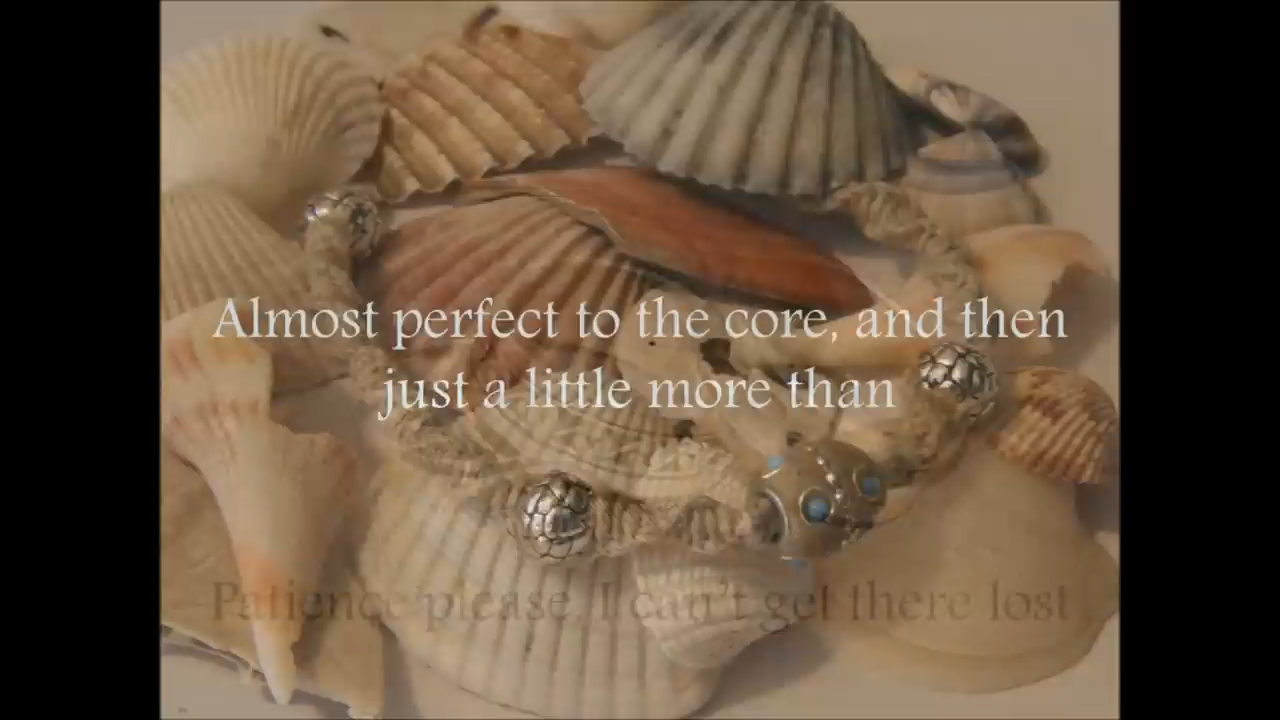 Almost perfect to the core, and then
just a little more than
Patience please, I can't get there lost